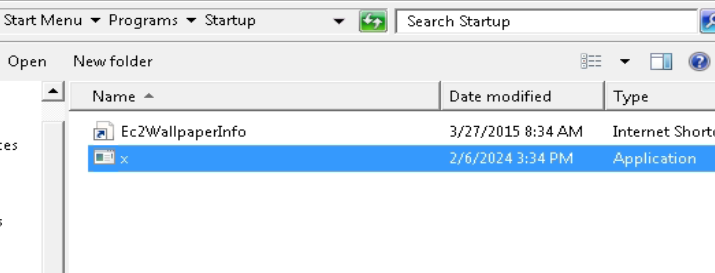 Start Menu Programs Startup Search Startup
Open New folder
Name Date modified Type
Ec2WallpaperInfo 3/27/2015 8:34 AM Internet Shortc
x 2/6/2024 3:34 PM Application